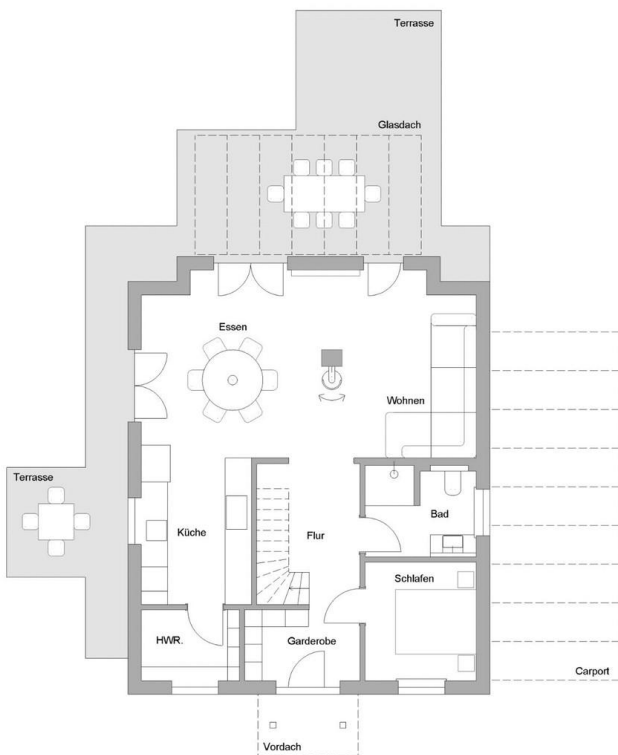 Terrasse
Glasdach
Essen
Wohnen
Terrasse
Küche
Flur
Bad
Schlafen
HWR.
Garderobe
Carport
Vordach